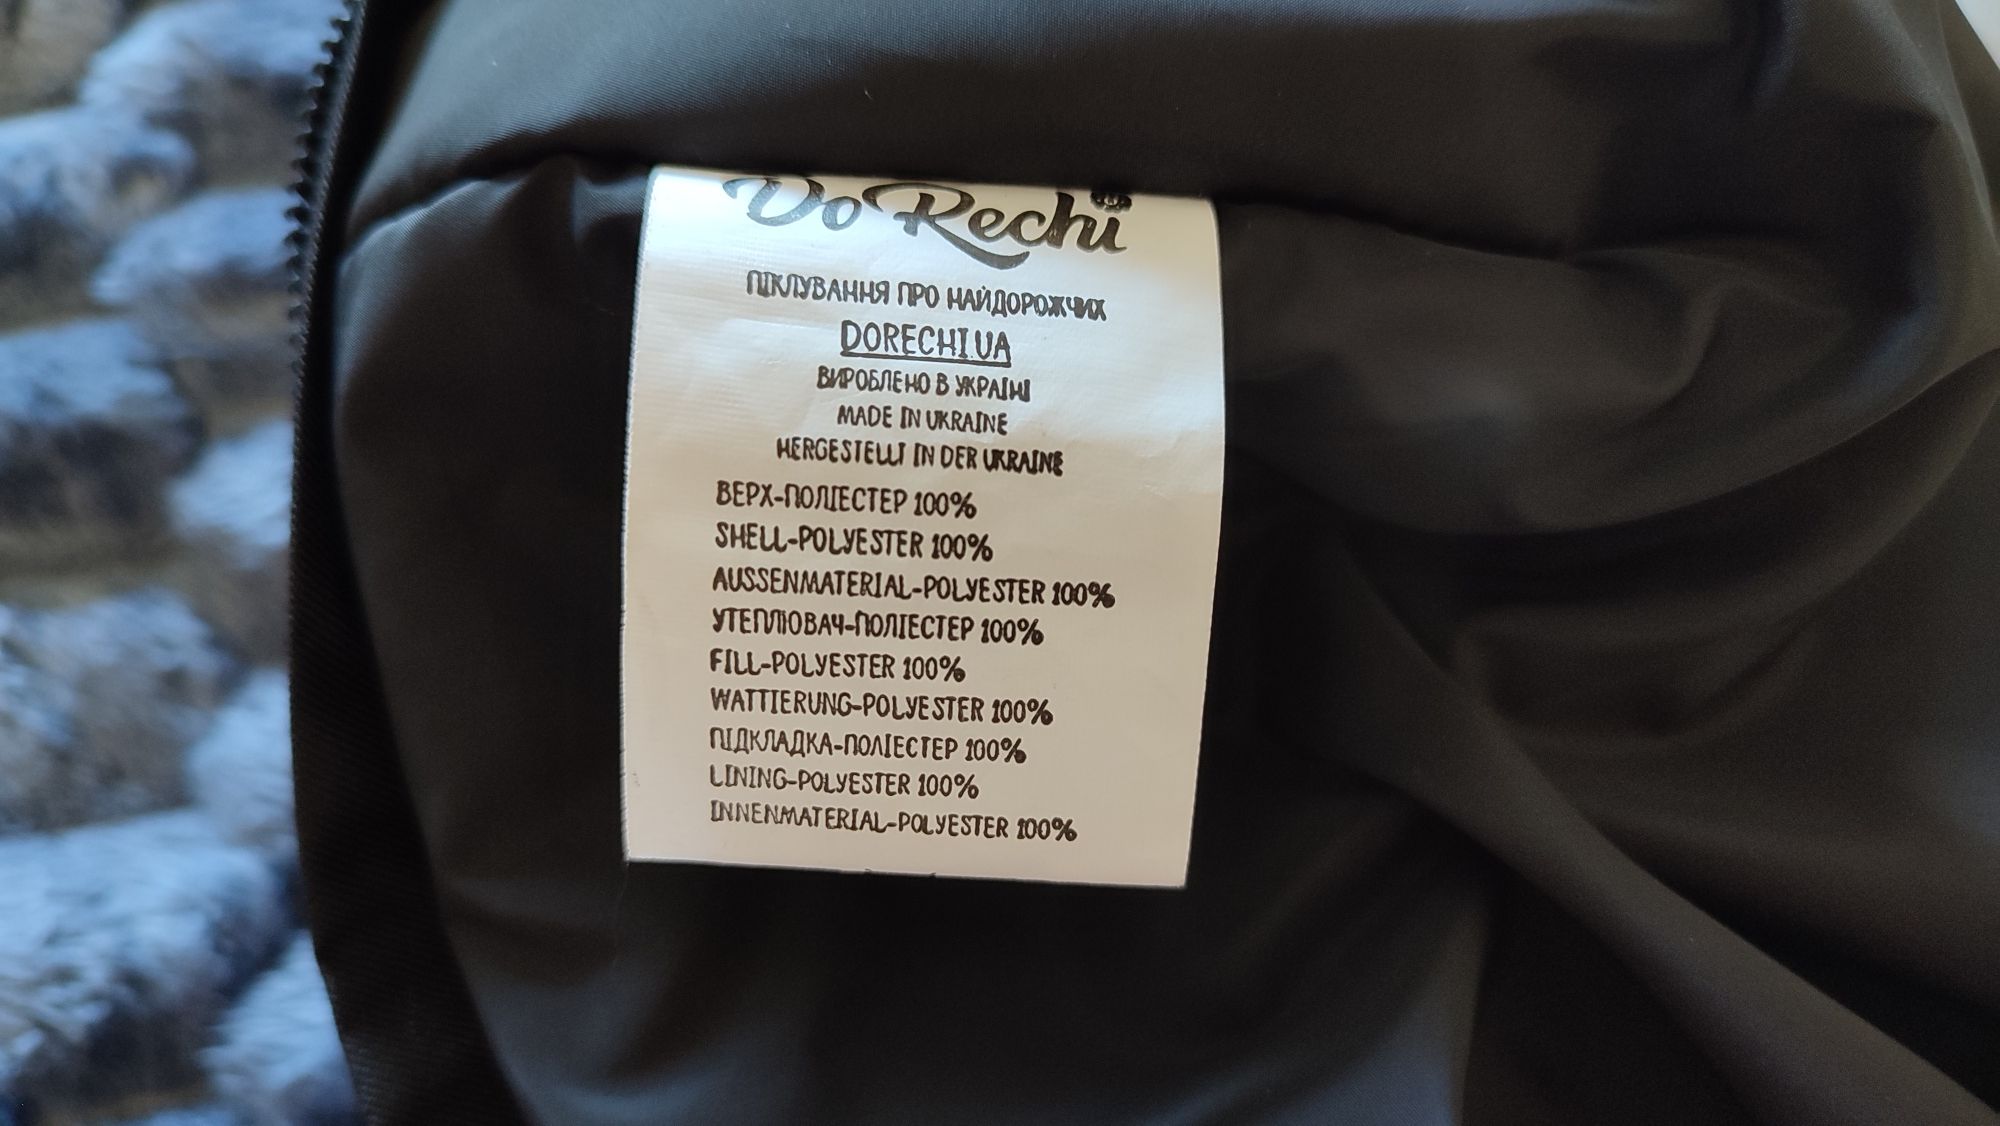 DoRechi
ПІКЛУВАННЯ ПРО НАЙДОРОЖЧИХ
DORECHI.UA
ВИРОБЛЕНО В УКРАЇНІ
MADE IN UKRAINE
HERGESTELLT IN DER UKRAINE
ВЕРХ-ПОЛІЕСТЕР 100%
SHELL-POLYESTER 100%
AUSSENMATERIAL-POLYESTER 100%
УТЕПЛЮВАЧ-ПОЛІЕСТЕР 100%
FILL-POLYESTER 100%
WATTIERUNG-POLYESTER 100%
ПІДКЛАДКА-ПОЛІЕСТЕР 100%
LINING-POLYESTER 100%
INNENMATERIAL-POLYESTER 100%